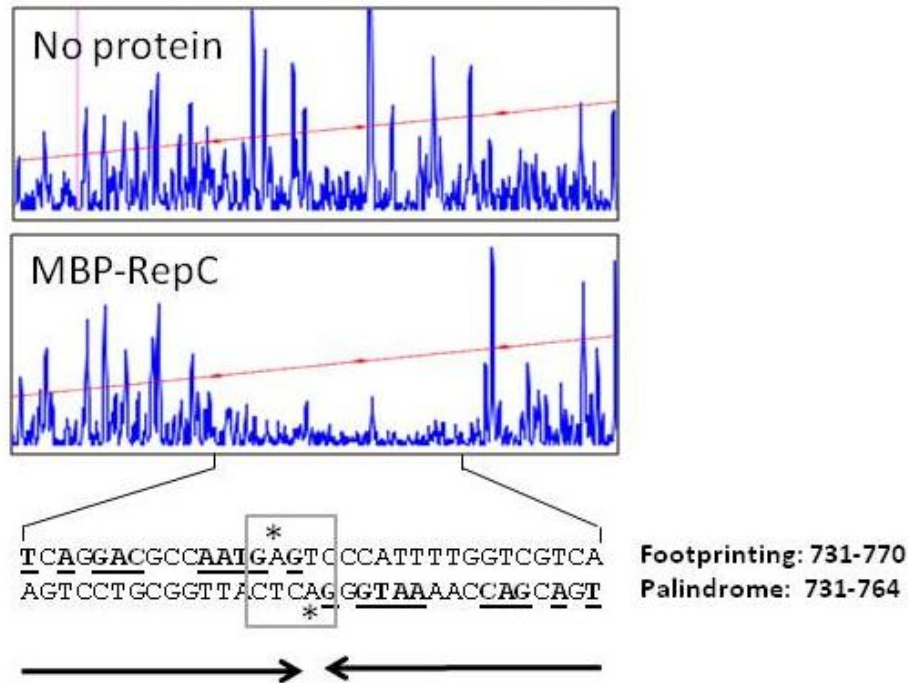 No protein
MBP-RepC
*
TCAGGACGCCAATGAGTCCCATTTTGGTCGTCA Footprinting: 731-770
AGTCCTGCGGTTACTCAGGGTAAAACCAGCAGT Palindrome: 731-764
*